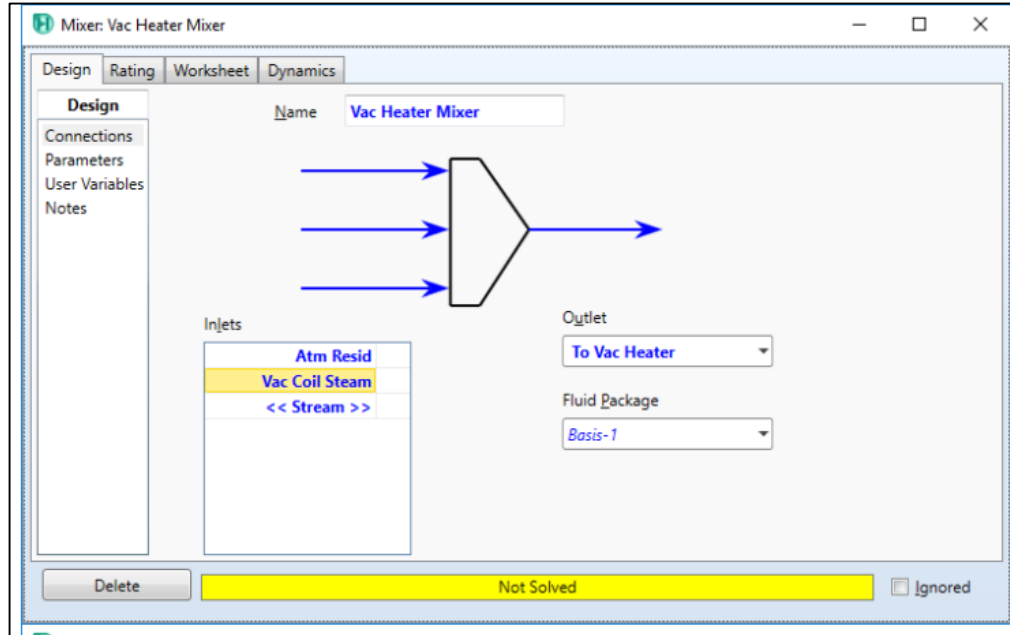 Mixer: Vac Heater Mixer
Design Rating Worksheet Dynamics
Design
Connections
Parameters
User Variables
Notes
Name Vac Heater Mixer
Inlets
Atm Resid
Vac Coil Steam
<< Stream >>
Outlet
To Vac Heater
Fluid Package
Basis-1
Delete Not Solved Ignored